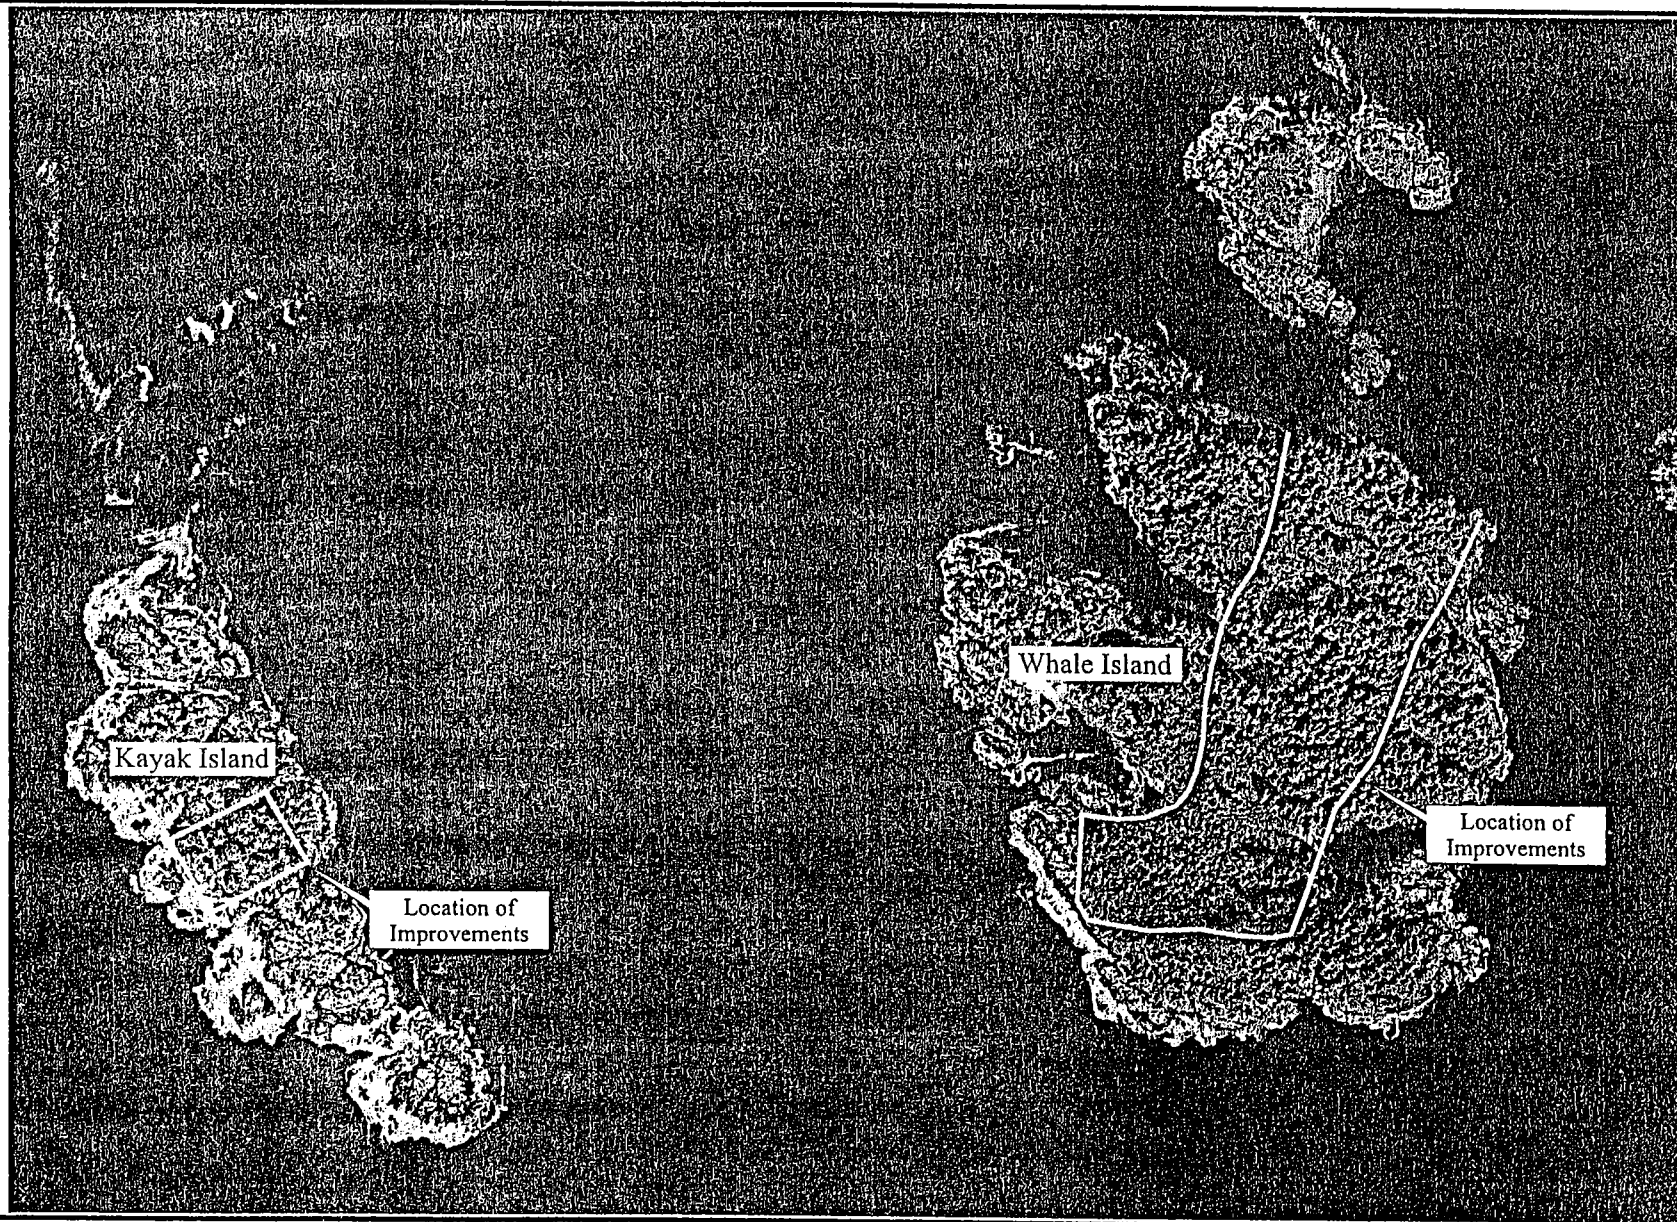 Whale Island
Kayak Island
Location of
Improvements
Location of
Improvements